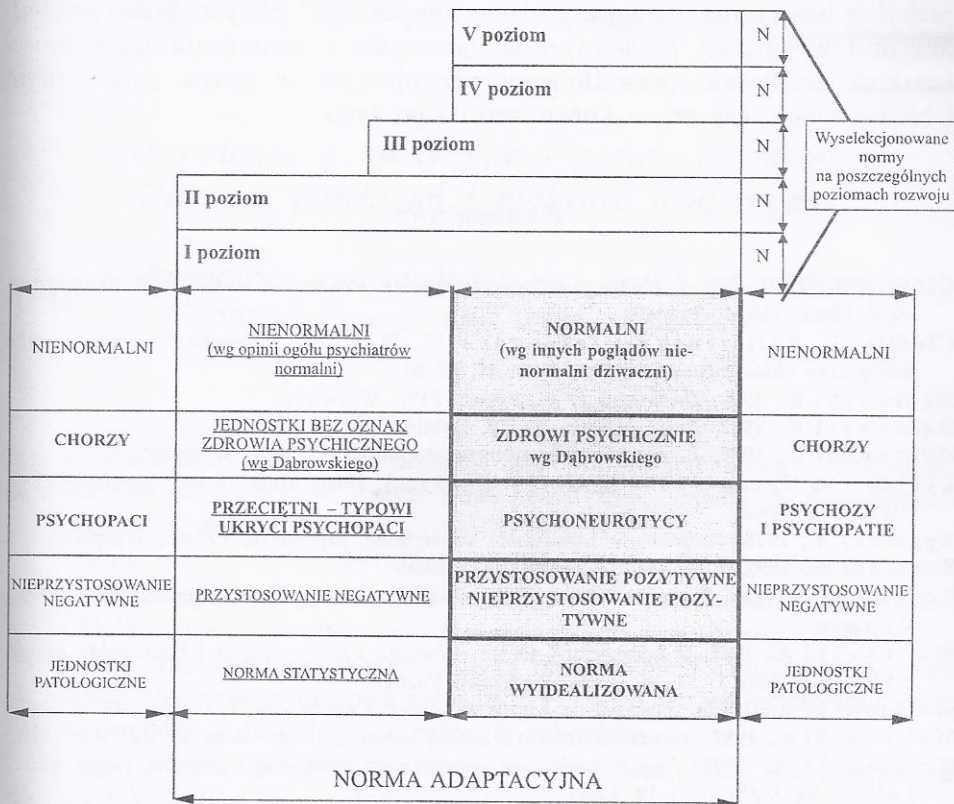 V poziom
N
IV poziom
N
III poziom
N
II poziom
N
I poziom
N
Wyselekcjonowane
normy
na poszczególnych
poziomach rozwoju
NIENORMALNI
NIENORMALNI
(wg opinii ogółu psychiatrów
normalni)
NORMALNI
(wg innych poglądów nie-
normalni dziwaczni)
NIENORMALNI
CHORZY
JEDNOSTKI BEZ OZNAK
ZDROWIA PSYCHICZNEGO
(wg Dąbrowskiego)
ZDROWI PSYCHICZNIE
wg Dąbrowskiego
CHORZY
PSYCHOPACI
PRZECIĘTNI – TYPOWI
UKRYCI PSYCHOPACI
PSYCHONEUROTYCY
PSYCHOZY
I PSYCHOPATIE
NIEPRZYSTOSOWANIE
NEGATYWNE
PRZYSTOSOWANIE NEGATYWNE
PRZYSTOSOWANIE POZYTYWNE
NIEPRZYSTOSOWANIE POZY-
TYWNE
NIEPRZYSTOSOWANIE
NEGATYWNE
JEDNOSTKI
PATOLOGICZNE
NORMA STATYSTYCZNA
NORMA
WYIDEALIZOWANA
JEDNOSTKI
PATOLOGICZNE
NORMA ADAPTACYJNA